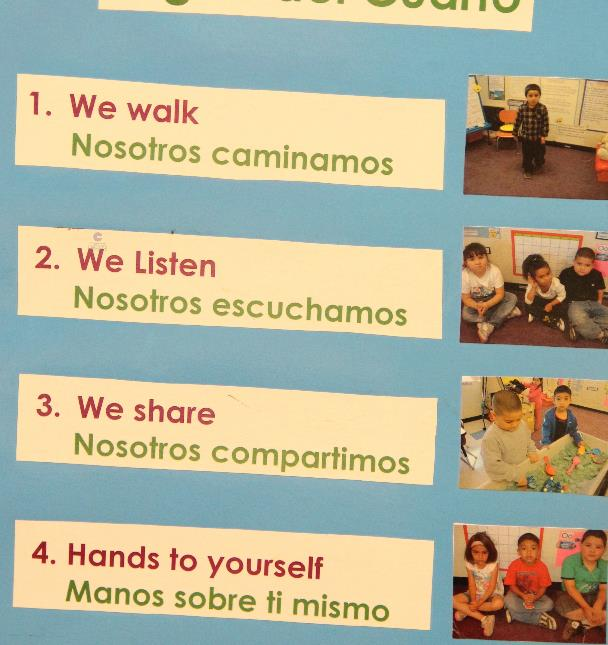 1. We walk
Nosotros caminamos
2. We Listen
Nosotros escuchamos
3. We share
Nosotros compartimos
4. Hands to yourself
Manos sobre ti mismo